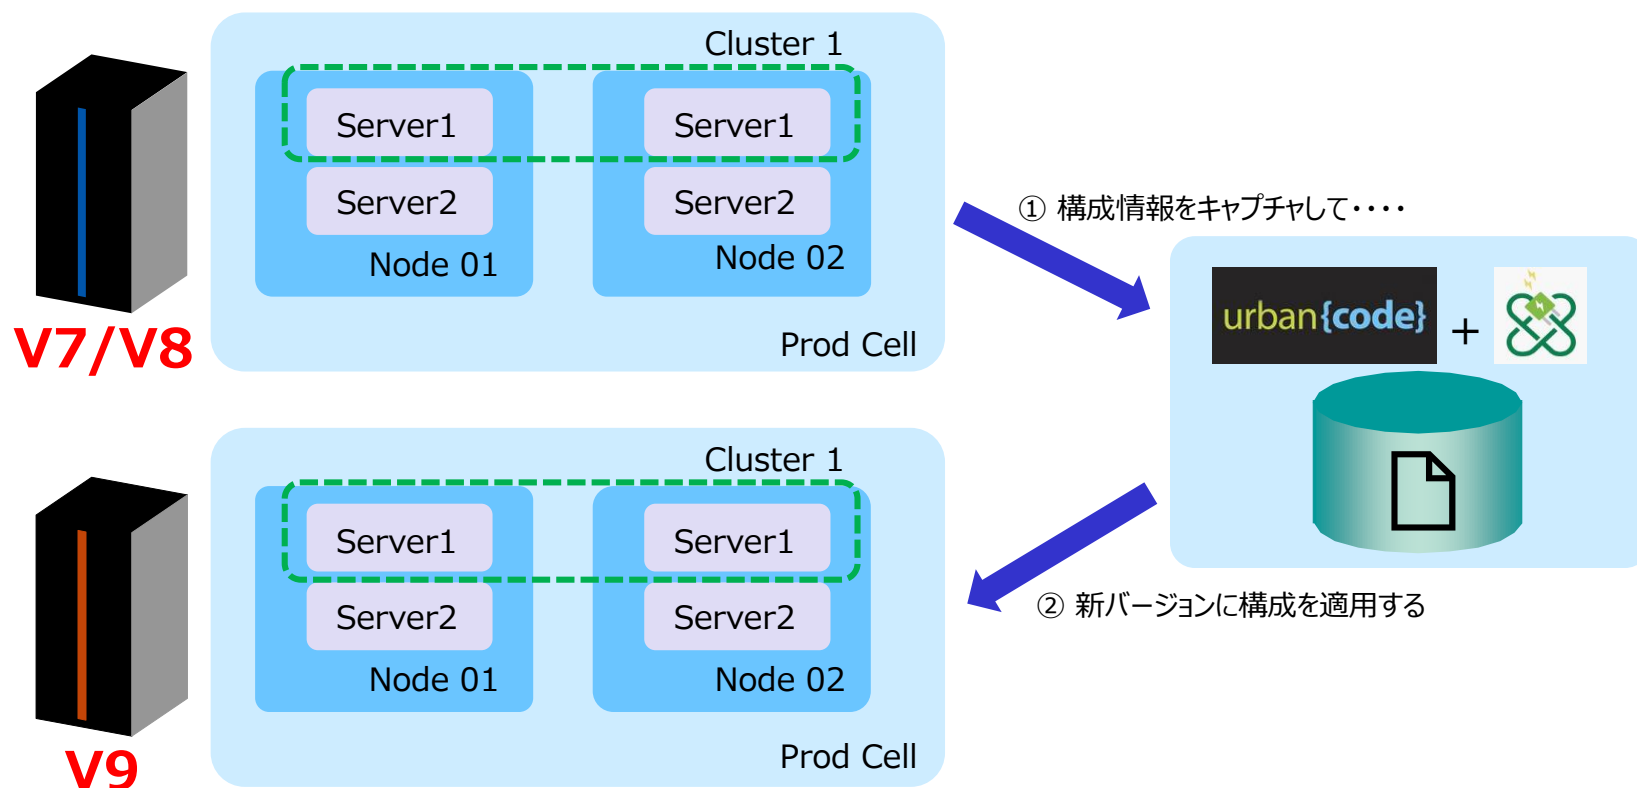 Cluster 1
Server1
Server1
Server2
Server2
Node 01
Node 02
Prod Cell
V7/V8
① 構成情報をキャプチャして・・・・
urban{code}
+
Cluster 1
Server1
Server1
Server2
Server2
Node 01
Node 02
Prod Cell
V9
② 新バージョンに構成を適用する